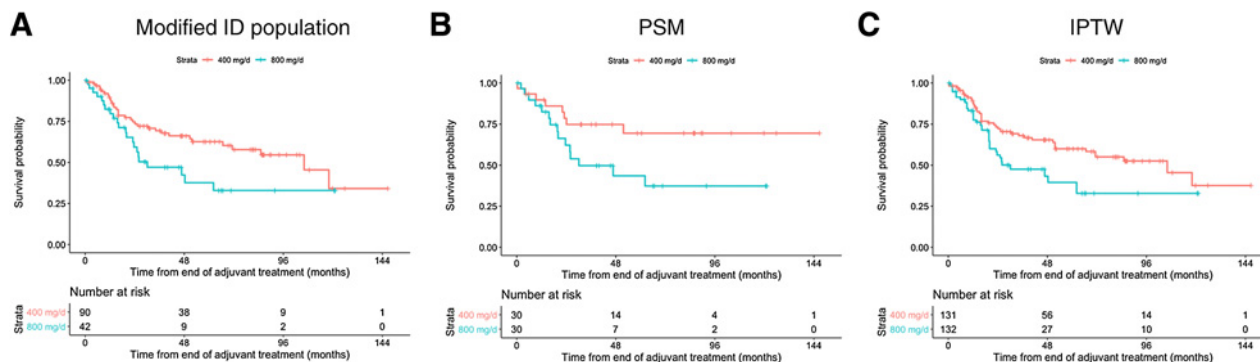 A Modified ID population
Strata 400 mg/d 800 mg/d
Survival probability
1.00
0.75
0.50
0.25
0.00
0 48 96 144
Time from end of adjuvant treatment (months)
Number at risk
Strata
400 mg/d 90 38 9 1
800 mg/d 42 9 2 0
0 48 96 144
Time from end of adjuvant treatment (months)
B PSM
Strata 400 mg/d 800 mg/d
Survival probability
1.00
0.75
0.50
0.25
0.00
0 48 96 144
Time from end of adjuvant treatment (months)
Number at risk
Strata
400 mg/d 30 14 4 1
800 mg/d 30 7 2 0
0 48 96 144
Time from end of adjuvant treatment (months)
C IPTW
Strata 400 mg/d 800 mg/d
Survival probability
1.00
0.75
0.50
0.25
0.00
0 48 96 144
Time from end of adjuvant treatment (months)
Number at risk
Strata
400 mg/d 131 56 14 1
800 mg/d 132 27 10 0
0 48 96 144
Time from end of adjuvant treatment (months)